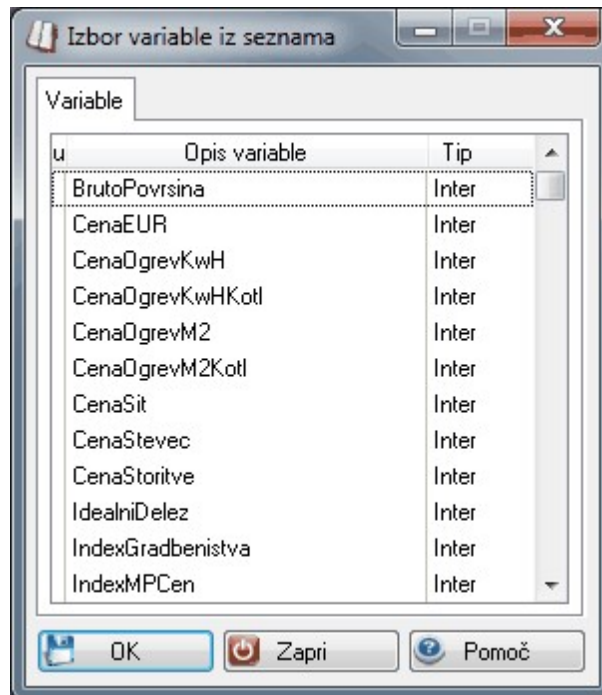 Izbor variable iz seznama
Variable
u Opis variable Tip
BrutoPovrsina Inter
CenaEUR Inter
CenaOgrevKwH Inter
CenaOgrevKwHKotl Inter
CenaOgrevM2 Inter
CenaOgrevM2Kotl Inter
CenaSit Inter
CenaStevec Inter
CenaStoritve Inter
IdealniDelez Inter
IndexGradbenistva Inter
IndexMPCen Inter
OK Zapri Pomoč